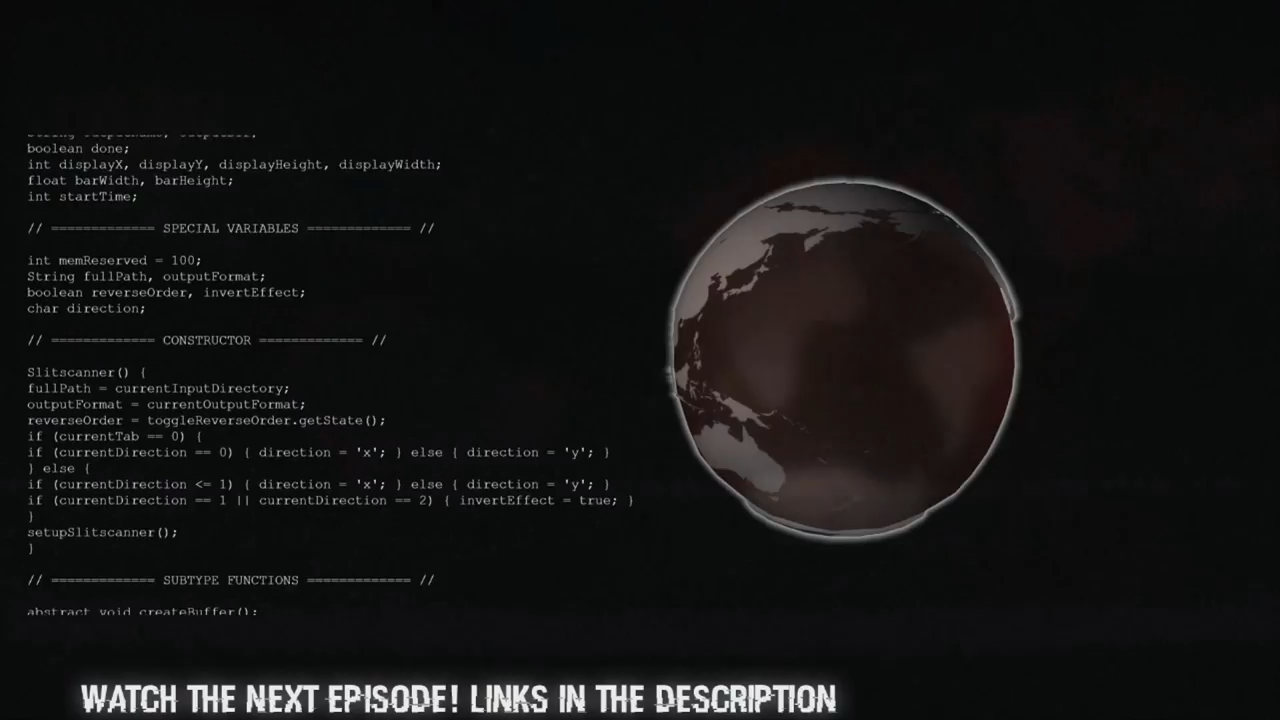 boolean done;
int displayX, displayY, displayHeight, displayWidth;
float barWidth, barHeight;
int startTime;
// ============= SPECIAL VARIABLES ============= //
int memReserved = 100;
String fullPath, outputFormat;
boolean reverseOrder, invertEffect;
char direction;
// ============= CONSTRUCTOR ============= //
Slitscanner() {
fullPath = currentInputDirectory;
outputFormat = currentOutputFormat;
reverseOrder = toggleReverseOrder.getState();
if (currentTab == 0) {
if (currentDirection == 0) { direction = 'x'; } else { direction = 'y'; }
} else {
if (currentDirection <= 1) { direction = 'x'; } else { direction = 'y'; }
if (currentDirection == 1 || currentDirection == 2) { invertEffect = true; }
}
setupSlitscanner();
}
// ============= SUBTYPE FUNCTIONS ============= //
abstract void createBuffer();
WATCH THE NEXT EPISODE! LINKS IN THE DESCRIPTION